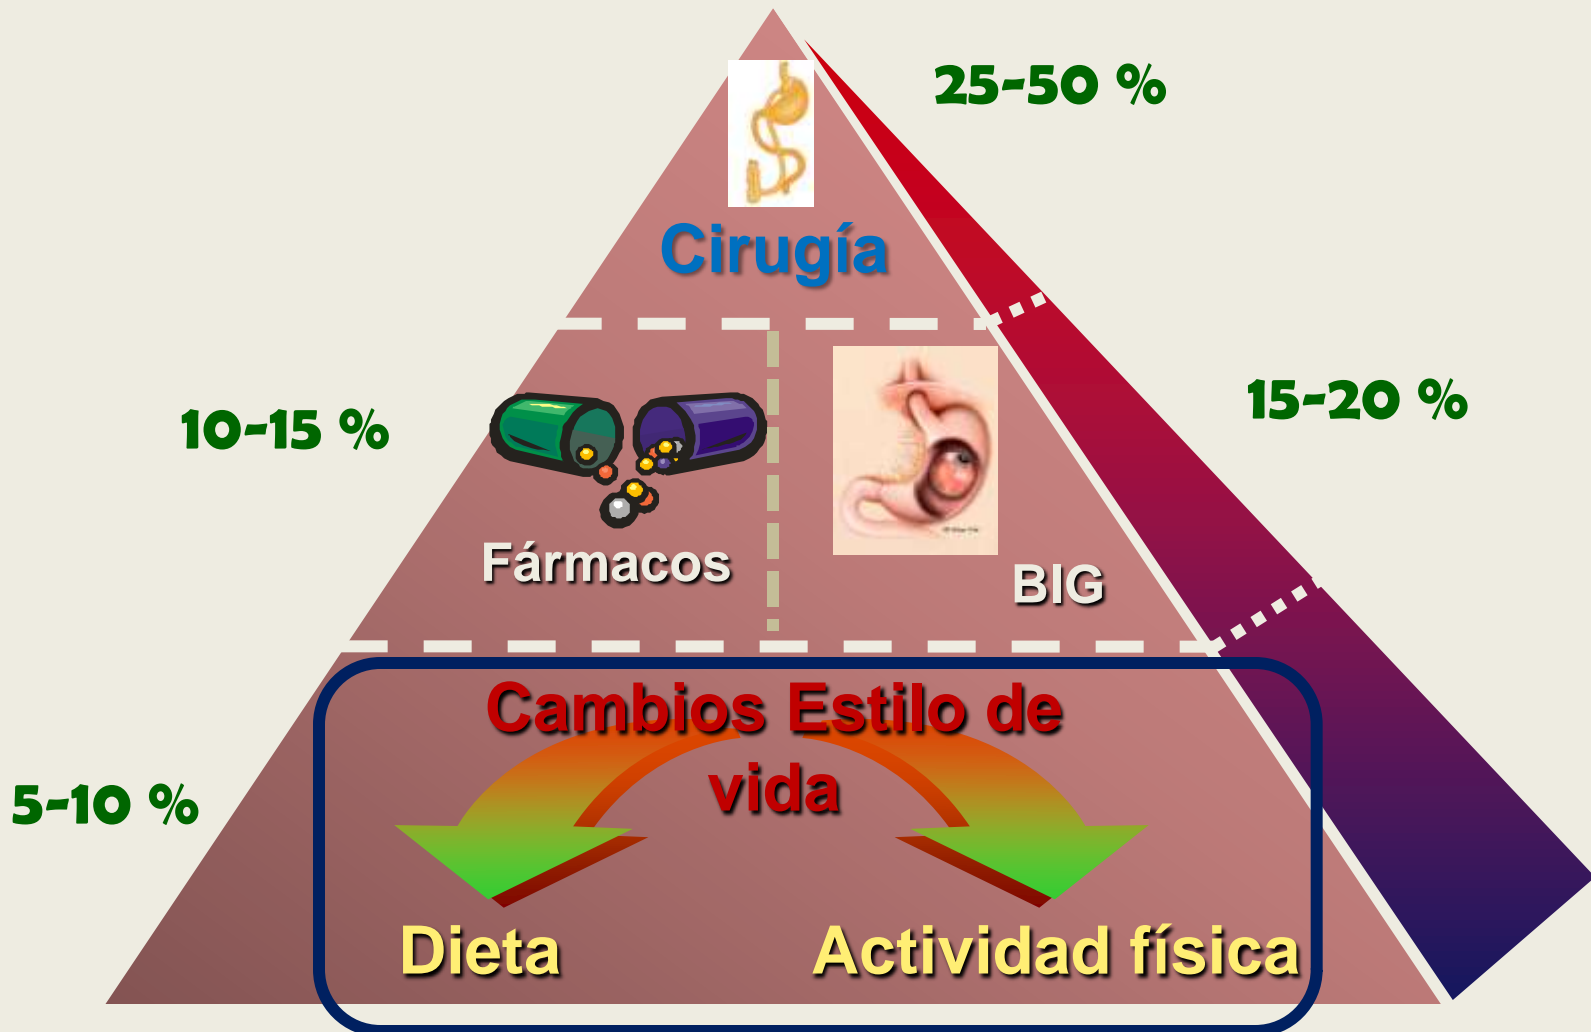 25-50 %
Cirugía
15-20 %
10-15 %
Fármacos
BIG
Cambios Estilo de
vida
5-10 %
Dieta
Actividad física